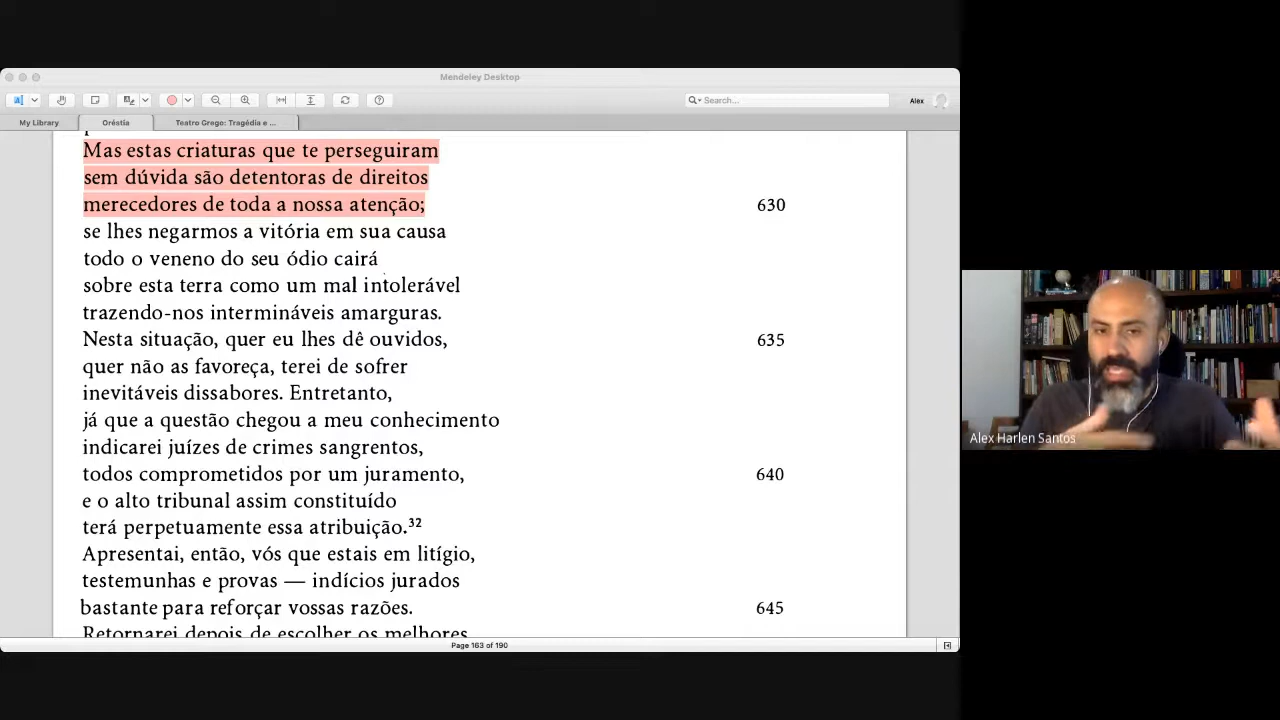 Mendeley Desktop
Search...
Alex
My Library
Oréstia
Teatro Grego: Tragédia e ...
Mas estas criaturas que te perseguiram
sem dúvida são detentoras de direitos
merecedores de toda a nossa atenção; 630
se lhes negarmos a vitória em sua causa
todo o veneno do seu ódio cairá
sobre esta terra como um mal intolerável
trazendo-nos intermináveis amarguras.
Nesta situação, quer eu lhes dê ouvidos, 635
quer não as favoreça, terei de sofrer
inevitáveis dissabores. Entretanto,
já que a questão chegou a meu conhecimento
indicarei juízes de crimes sangrentos,
todos comprometidos por um juramento, 640
e o alto tribunal assim constituído
terá perpetuamente essa atribuição.³²
Apresentai, então, vós que estais em litígio,
testemunhas e provas — indícios jurados
bastante para reforçar vossas razões. 645
Retornarei depois de escolher os melhores
Page 163 of 190
Alex Harlen Santos